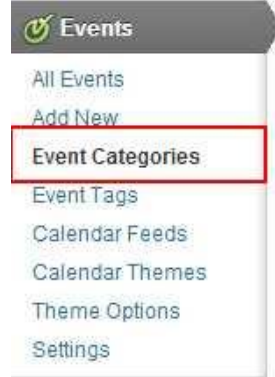 Events
All Events
Add New
Event Categories
Event Tags
Calendar Feeds
Calendar Themes
Theme Options
Settings